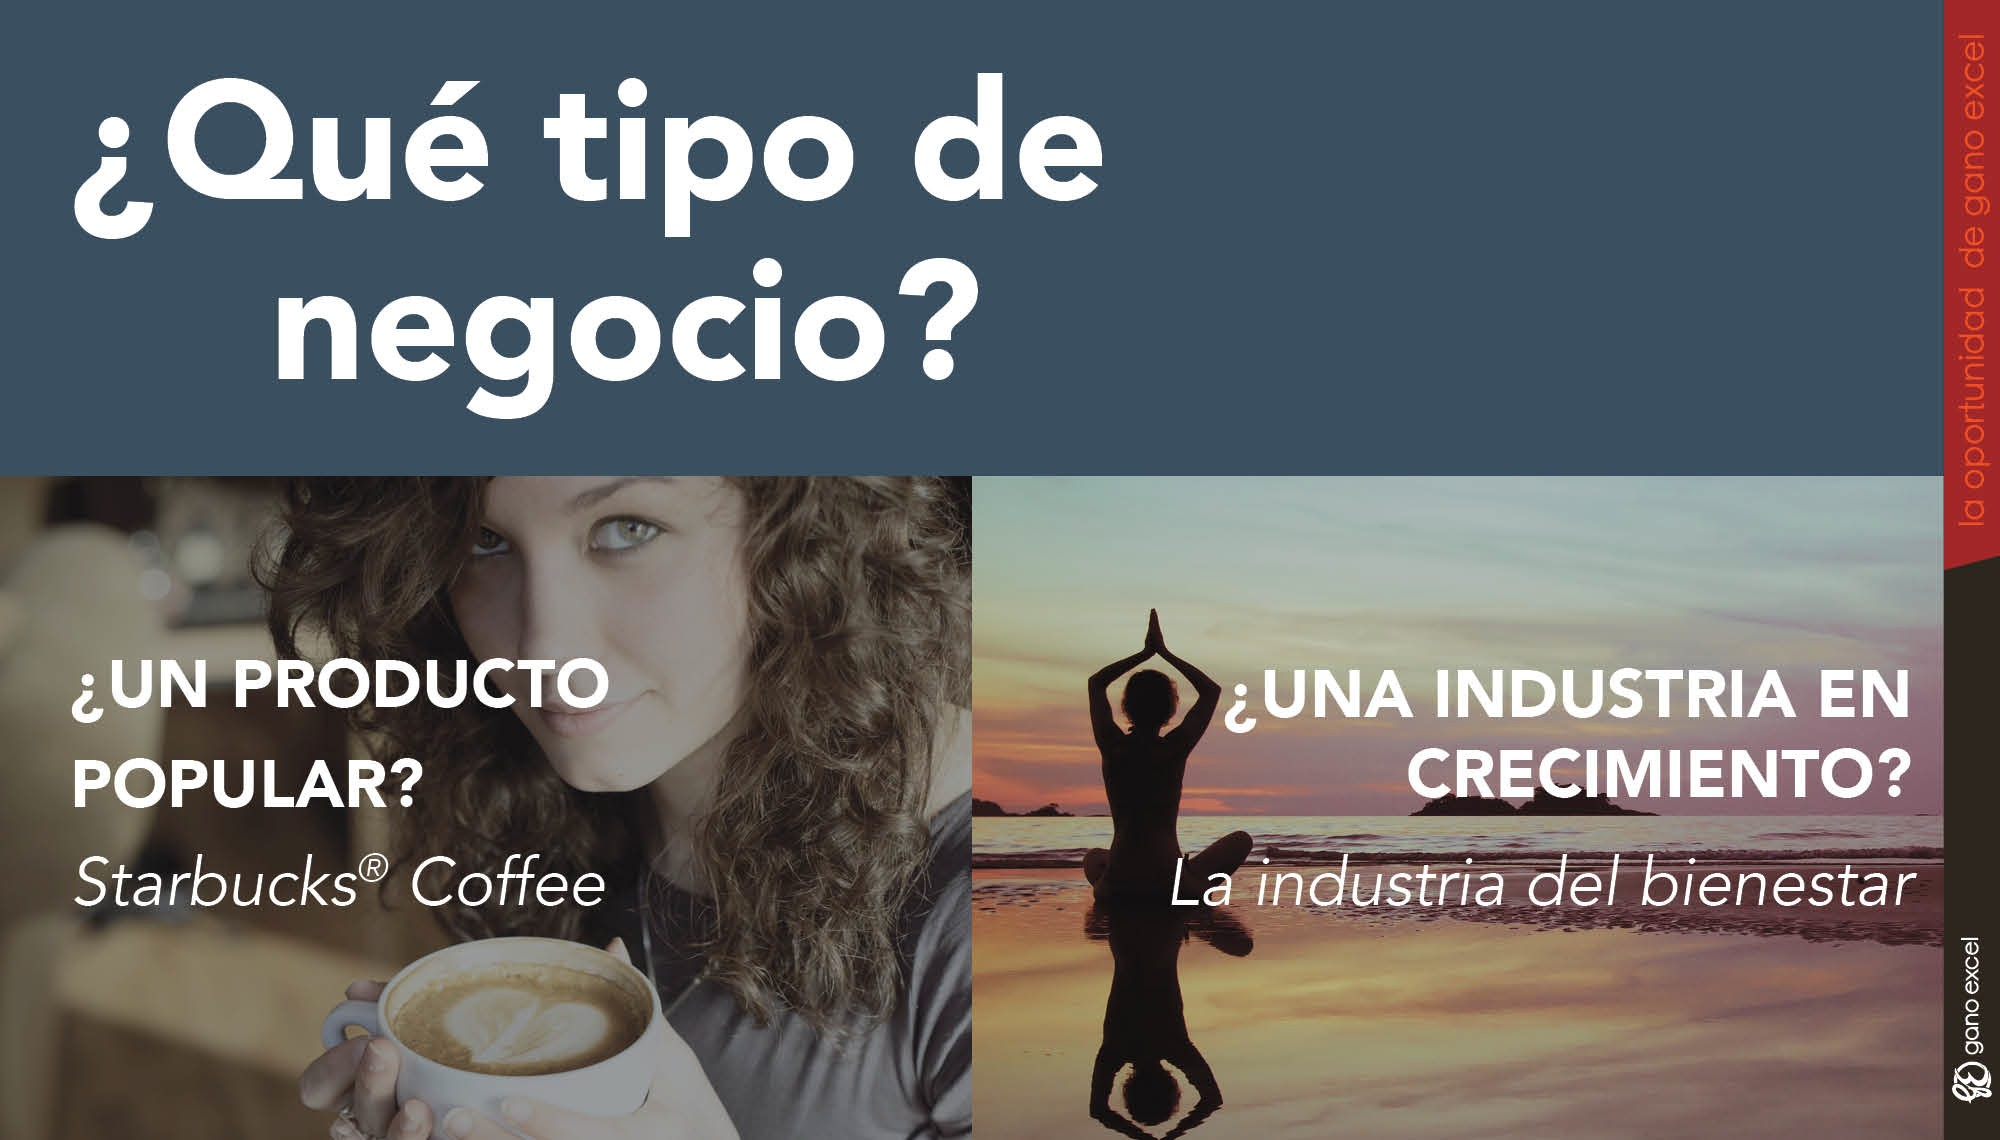 ¿Qué tipo de
negocio?
¿UN PRODUCTO
POPULAR?
Starbucks® Coffee
¿UNA INDUSTRIA EN
CRECIMIENTO?
La industria del bienestar
la oportunidad de gano excel
gano excel